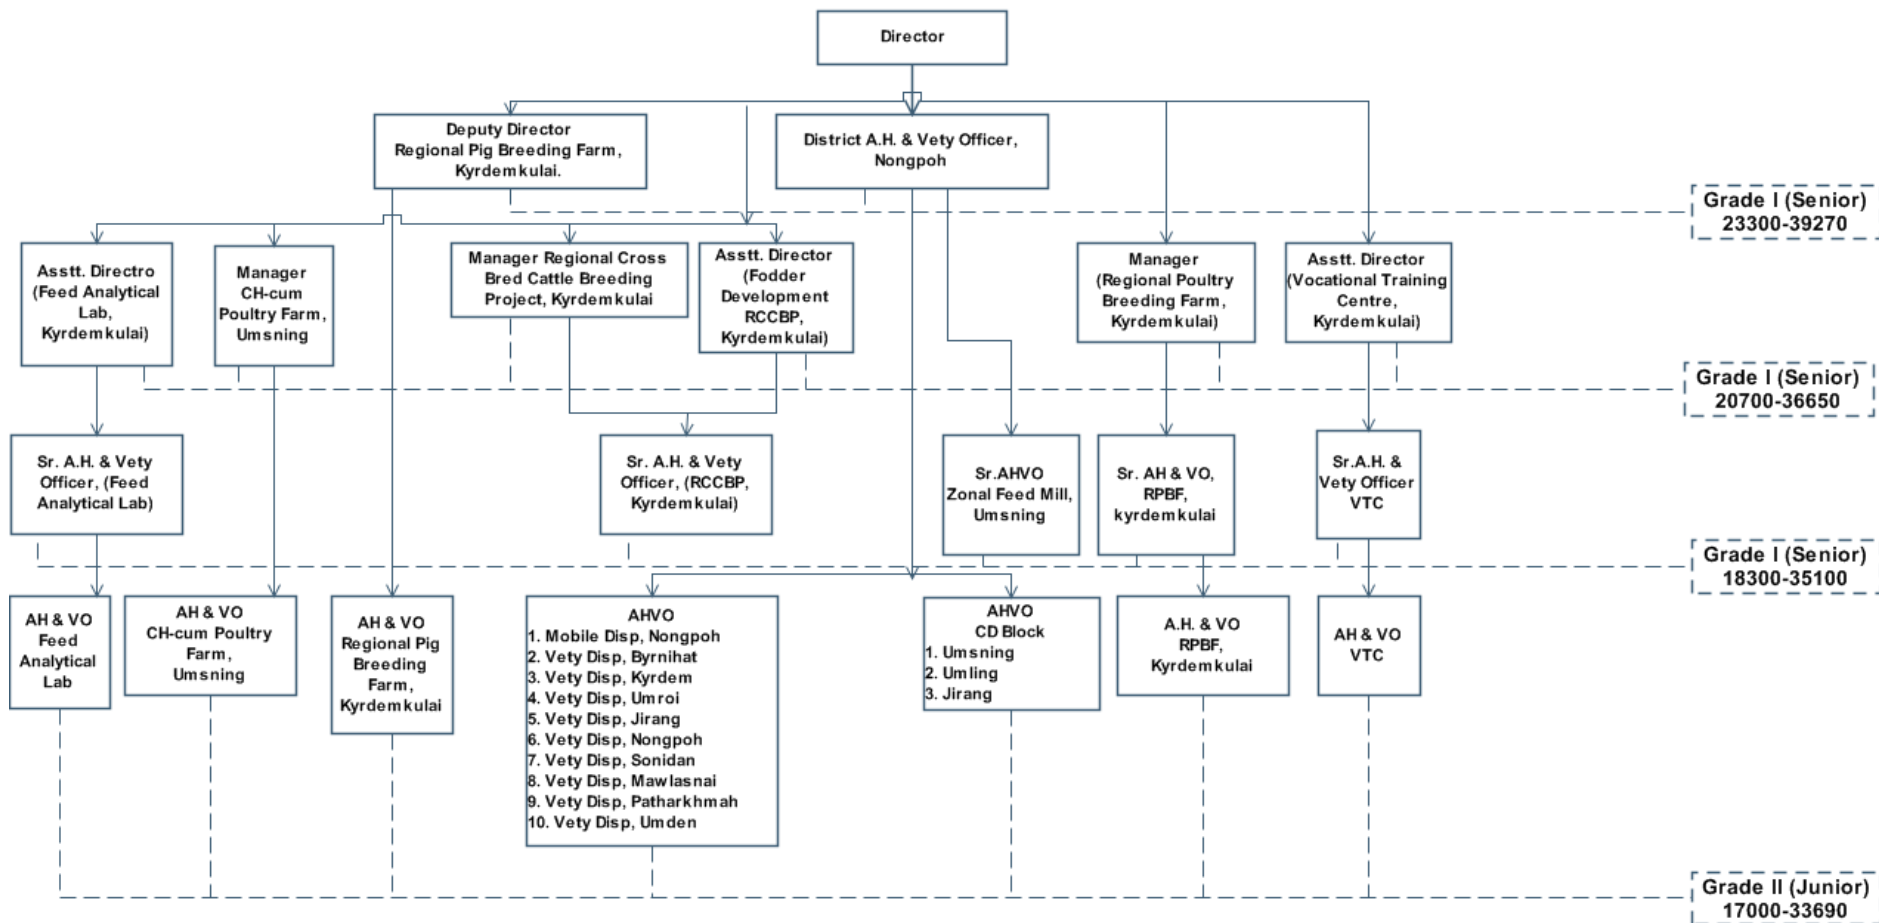 Director
Deputy Director
Regional Pig Breeding Farm,
Kyrdemkulai.
District A.H. & Vety Officer,
Nongpoh
Grade I (Senior)
23300-39270
Asstt. Directro
(Feed Analytical
Lab,
Kyrdemkulai)
Manager
CH-cum
Poultry Farm,
Umsning
Manager Regional Cross
Bred Cattle Breeding
Project, Kyrdemkulai
Asstt. Director
(Fodder
Development
RCCBP,
Kyrdemkulai)
Manager
(Regional Poultry
Breeding Farm,
Kyrdemkulai)
Asstt. Director
(Vocational Training
Centre,
Kyrdemkulai)
Grade I (Senior)
20700-36650
Sr. A.H. & Vety
Officer, (Feed
Analytical Lab)
Sr. A.H. & Vety
Officer, (RCCBP,
Kyrdemkulai)
Sr.AHVO
Zonal Feed Mill,
Umsning
Sr. AH & VO,
RPBF,
kyrdemkulai
Sr.A.H. &
Vety Officer
VTC
Grade I (Senior)
18300-35100
AH & VO
Feed
Analytical
Lab
AH & VO
CH-cum Poultry
Farm,
Umsning
AH & VO
Regional Pig
Breeding
Farm,
Kyrdemkulai
AHVO
1. Mobile Disp, Nongpoh
2. Vety Disp, Byrnihat
3. Vety Disp, Kyrdem
4. Vety Disp, Umroi
5. Vety Disp, Jirang
6. Vety Disp, Nongpoh
7. Vety Disp, Sonidan
8. Vety Disp, Mawlasnai
9. Vety Disp, Patharkhmah
10. Vety Disp, Umden
AHVO
CD Block
1. Umsning
2. Umling
3. Jirang
A.H. & VO
RPBF,
Kyrdemkulai
AH & VO
VTC
Grade II (Junior)
17000-33690